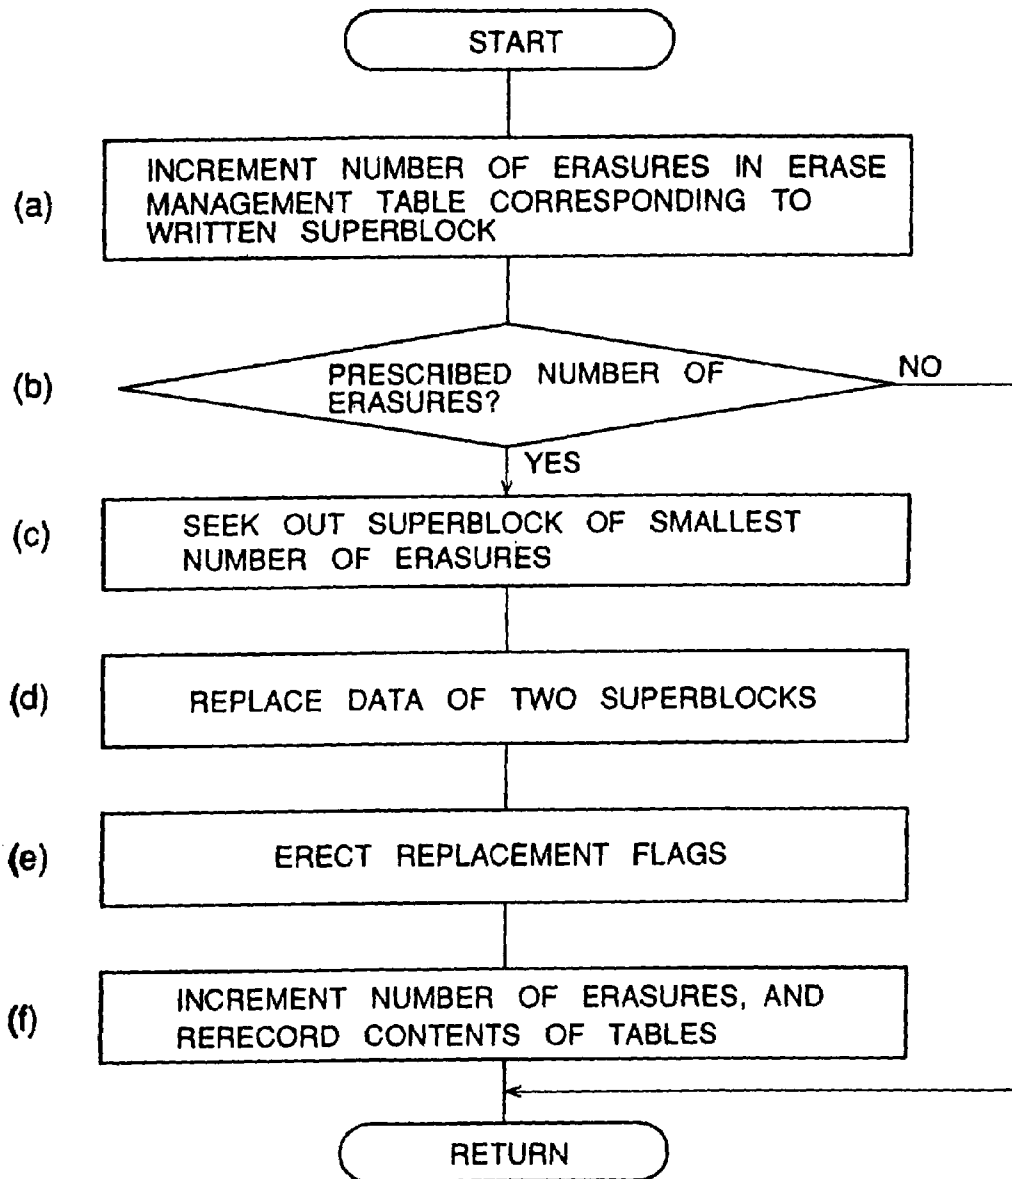 START
(a)
INCREMENT NUMBER OF ERASURES IN ERASE
MANAGEMENT TABLE CORRESPONDING TO
WRITTEN SUPERBLOCK
(b)
PRESCRIBED NUMBER OF
ERASURES?
NO
YES
(c)
SEEK OUT SUPERBLOCK OF SMALLEST
NUMBER OF ERASURES
(d)
REPLACE DATA OF TWO SUPERBLOCKS
(e)
ERECT REPLACEMENT FLAGS
(f)
INCREMENT NUMBER OF ERASURES, AND
RERECORD CONTENTS OF TABLES
RETURN